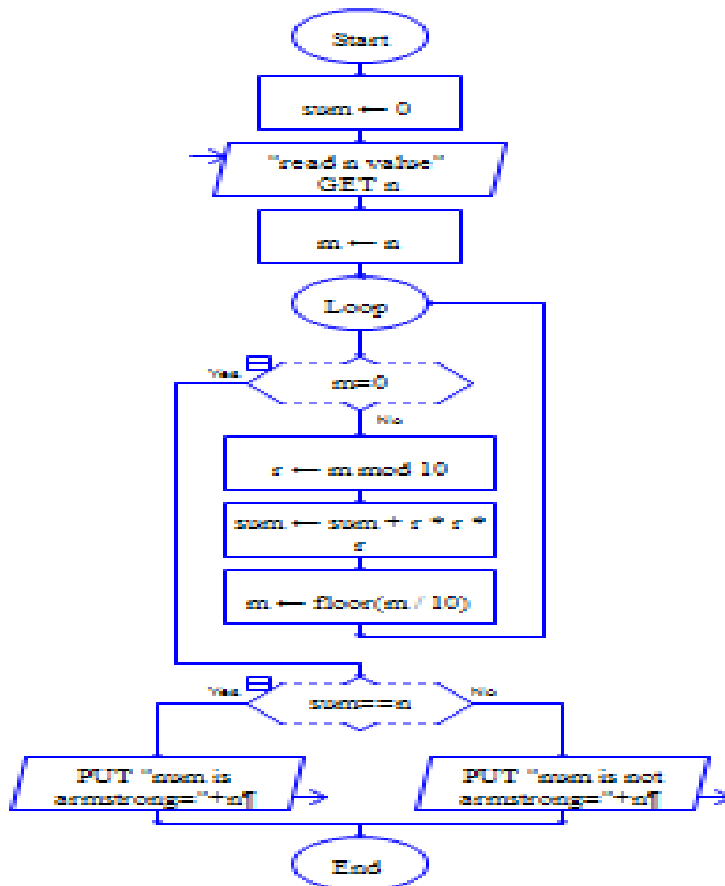 Start
sum ← 0
"read n value"
GET n
m ← n
Loop
Yes
m=0
No
r ← m mod 10
sum ← sum + r * r *
r
m ← floor(m / 10)
Yes
sum==n
No
PUT "num is
armstrong="+n¶
PUT "num is not
armstrong="+n¶
End